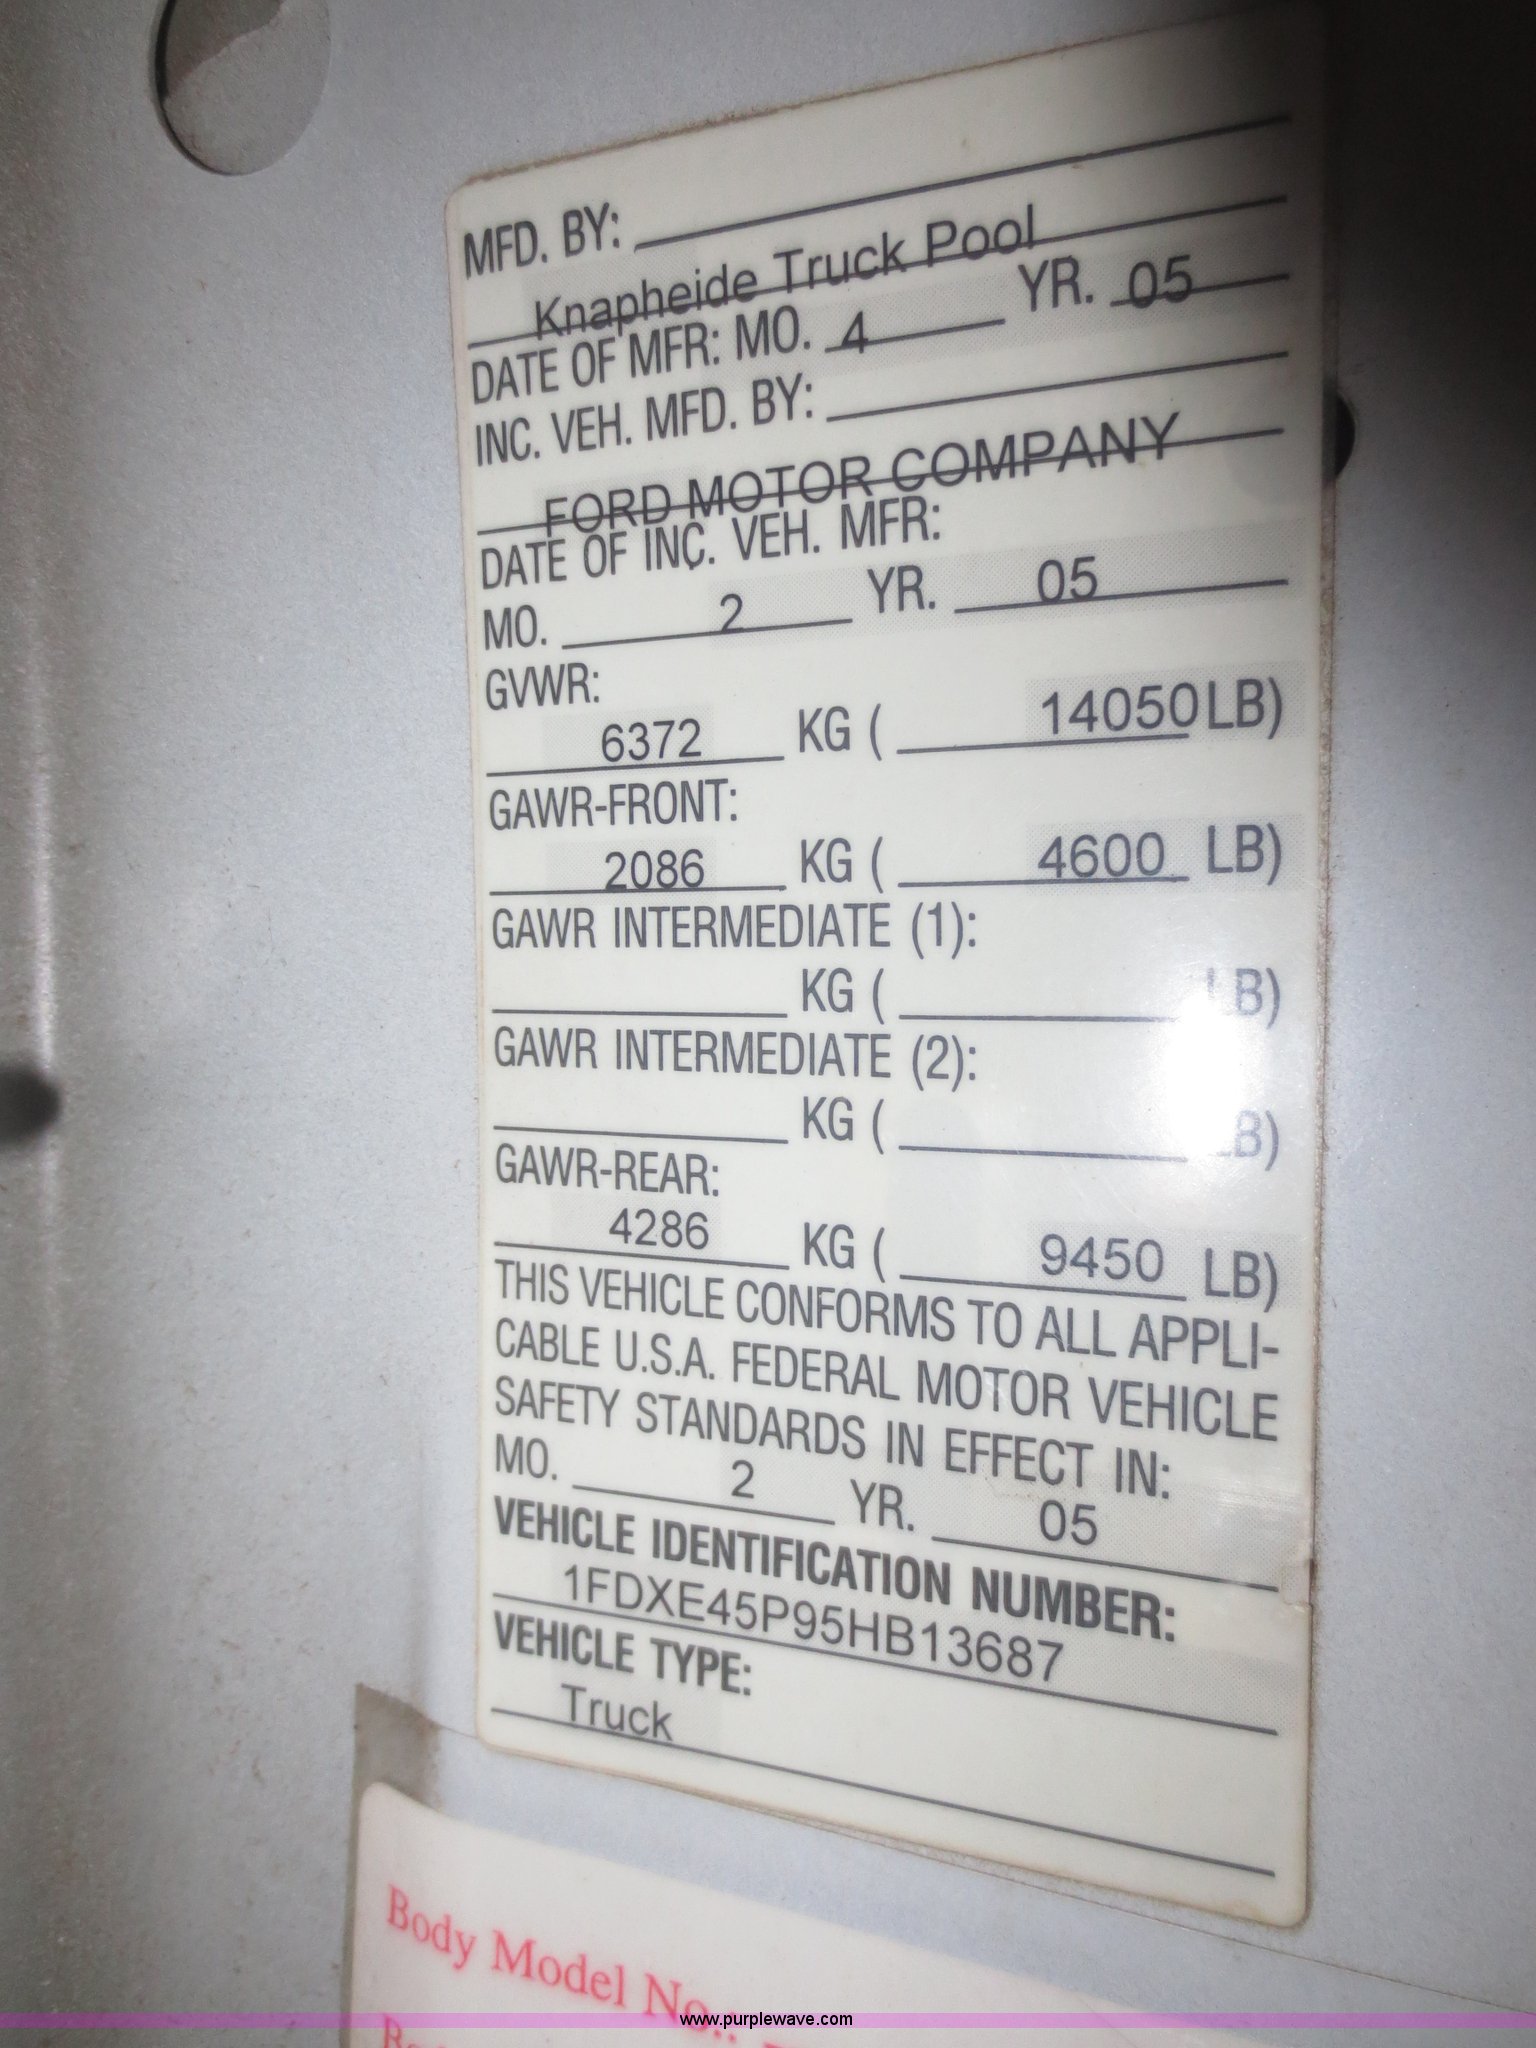 MFD. BY:
Knapheide Truck Pool
DATE OF MFR: MO. 4 YR. 05
INC. VEH. MFD. BY:
FORD MOTOR COMPANY
DATE OF INC. VEH. MFR:
MO. 2 YR. 05
GVWR:
6372 KG ( 14050 LB)
GAWR-FRONT:
2086 KG ( 4600 LB)
GAWR INTERMEDIATE (1):
KG ( LB)
GAWR INTERMEDIATE (2):
KG ( LB)
GAWR-REAR:
4286 KG ( 9450 LB)
THIS VEHICLE CONFORMS TO ALL APPLI-
CABLE U.S.A. FEDERAL MOTOR VEHICLE
SAFETY STANDARDS IN EFFECT IN:
MO. 2 YR. 05
VEHICLE IDENTIFICATION NUMBER:
1FDXE45P95HB13687
VEHICLE TYPE:
Truck
Body Model No.:
www.purplewave.com